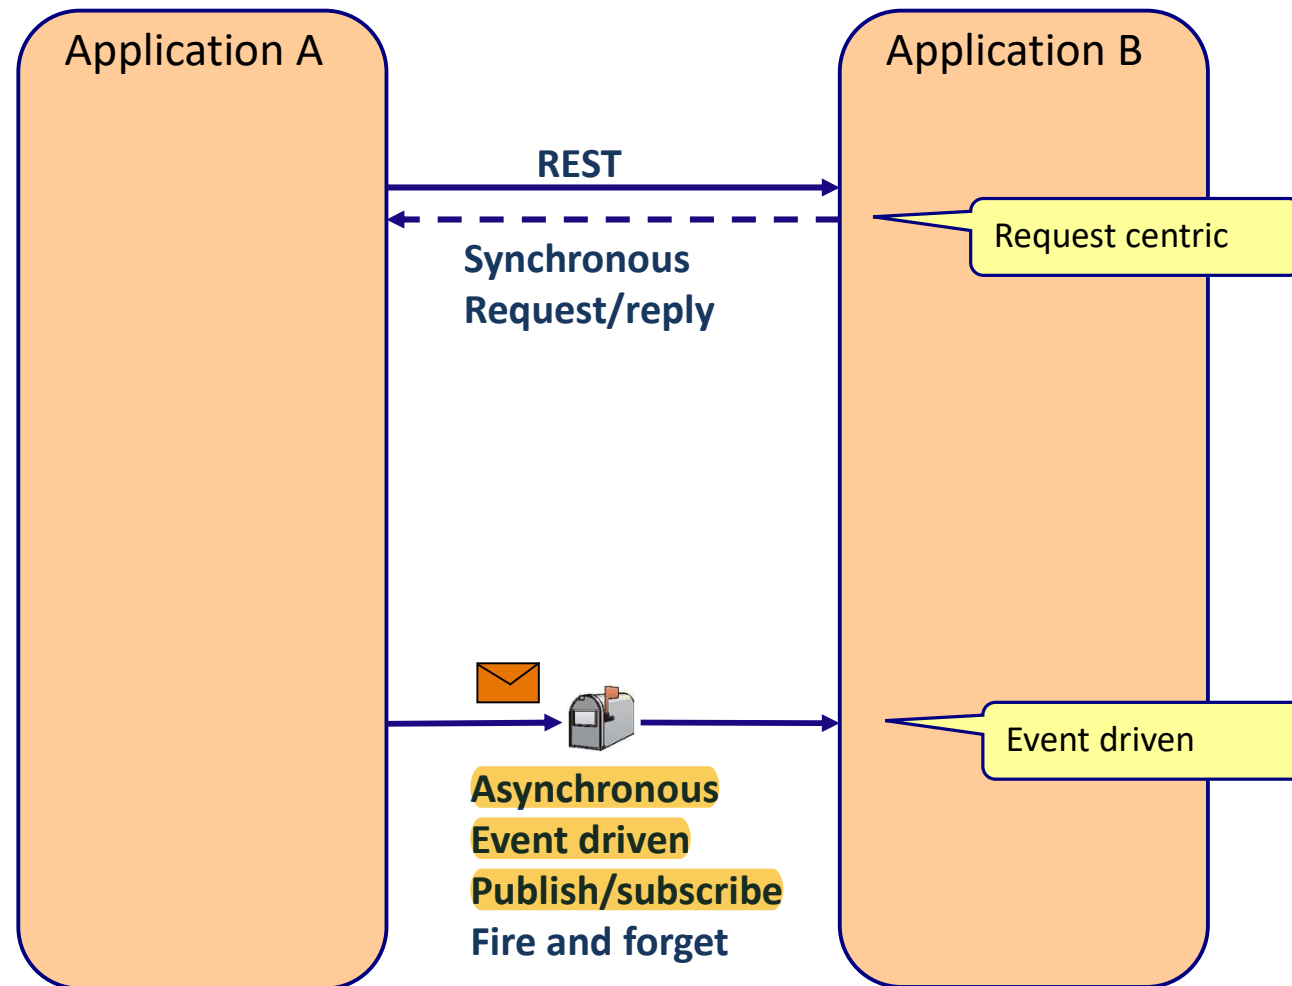 Application A
Application B
REST
Synchronous
Request/reply
Request centric
Asynchronous
Event driven
Publish/subscribe
Fire and forget
Event driven